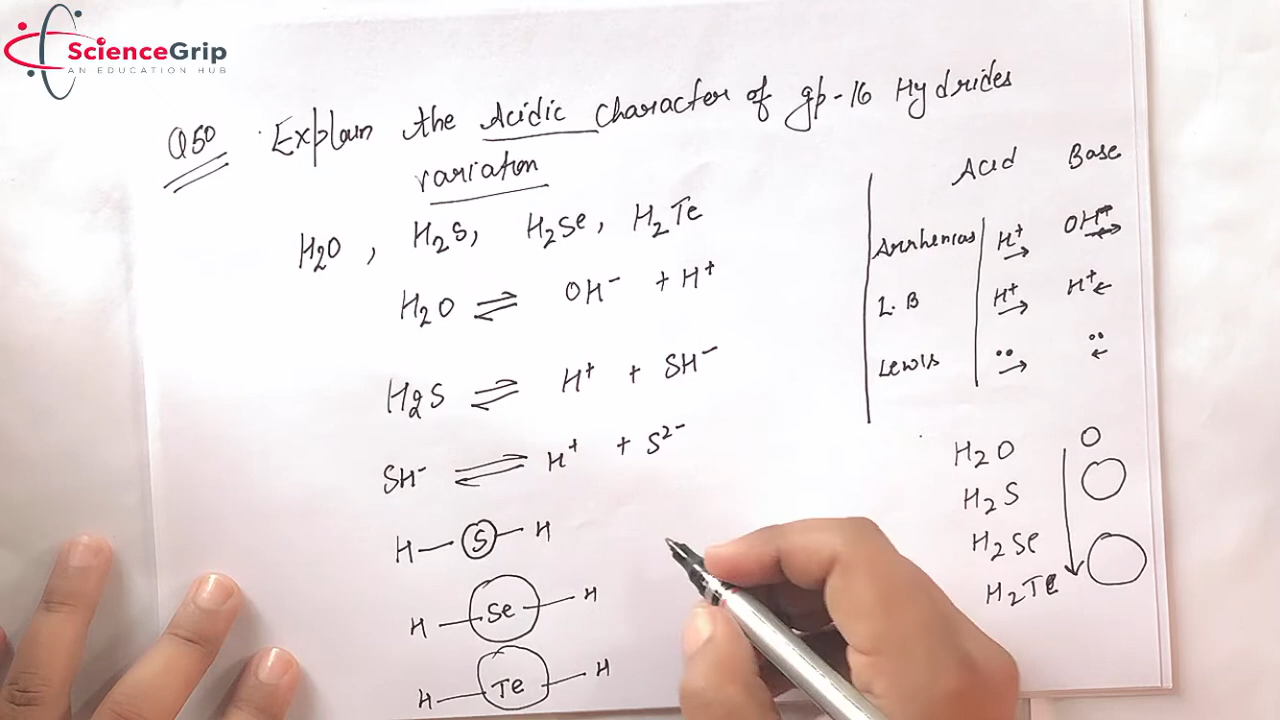 ScienceGrip
AN EDUCATION HUB
Q50 Explain the Acidic character of gp-16 Hydrides
variation
H2O, H2S, H2Se, H2Te
H2O ⇌ OH⁻ + H⁺
H2S ⇌ H⁺ + SH⁻
SH⁻ ⇌ H⁺ + S²⁻
H—S—H
H—Se—H
H—Te—H
Acid Base
Arrhenias H⁺ → OH
L.B H⁺ → H⁺ ←
Lewis •• → •• ←
H2O
H2S
H2Se
H2Te